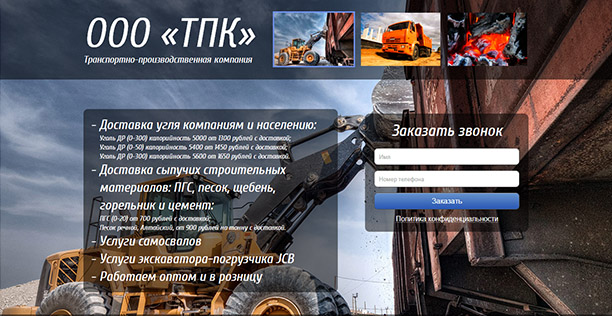 ООО «ТПК»
Транспортно-производственная компания
- Доставка угля компаниям и населению:
Уголь ДР (0-300) калорийность 5000 от 1300 рублей с доставкой;
Уголь ДР (0-50) калорийность 5400 от 1450 рублей с доставкой;
Уголь ДР (0-300) калорийность 5600 от 1650 рублей с доставкой.
- Доставка сыпучих строительных
материалов: ПГС, песок, щебень,
горельник и цемент:
ПГС (0-20) от 700 рублей с доставкой;
Песок речной, Алтайский, от 900 рублей за тонну с доставкой.
- Услуги самосвалов
- Услуги экскаватора-погрузчика JCB
- Работаем оптом и в розницу
Заказать звонок
Имя
Номер телефона
Заказать
Политика конфиденциальности